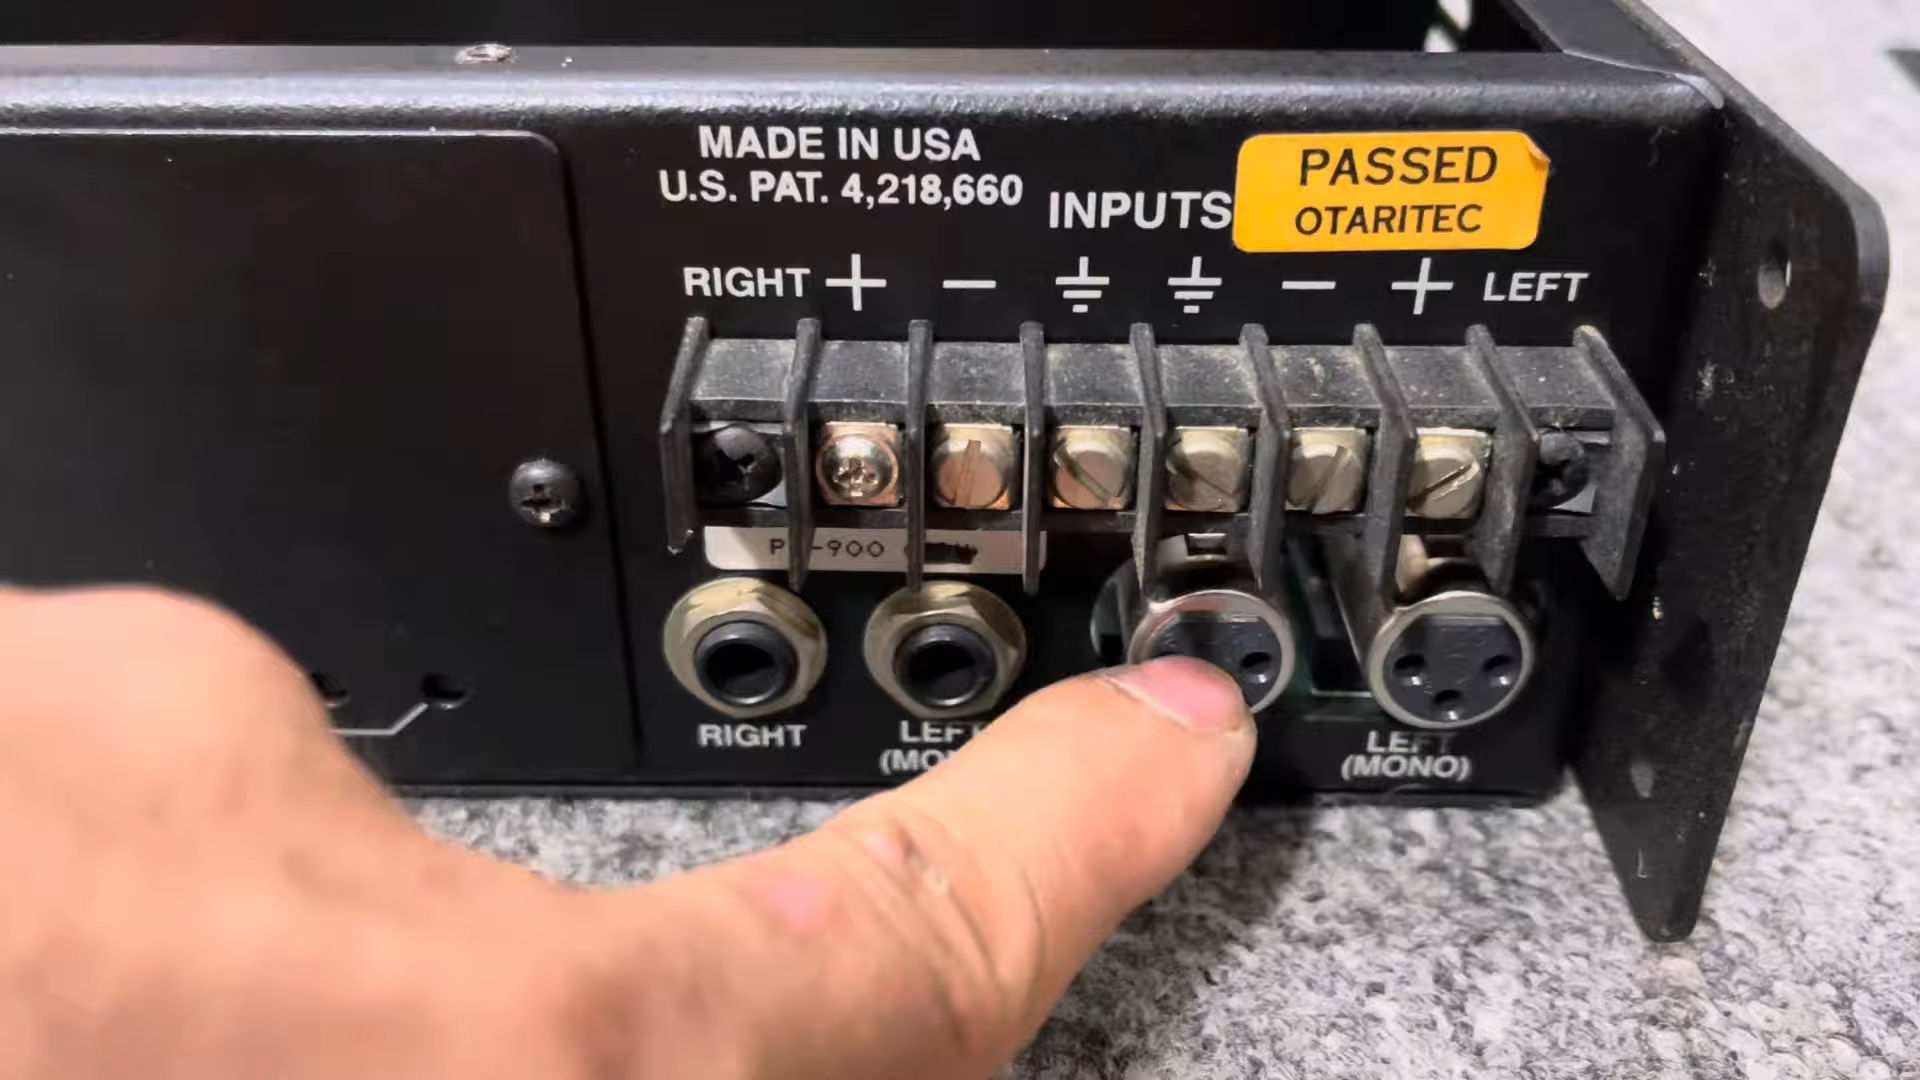 MADE IN USA
U.S. PAT. 4,218,660
INPUTS
PASSED
OTARITEC
RIGHT + − ⏚ ⏚ − + LEFT
RIGHT
LEFT
(MONO)